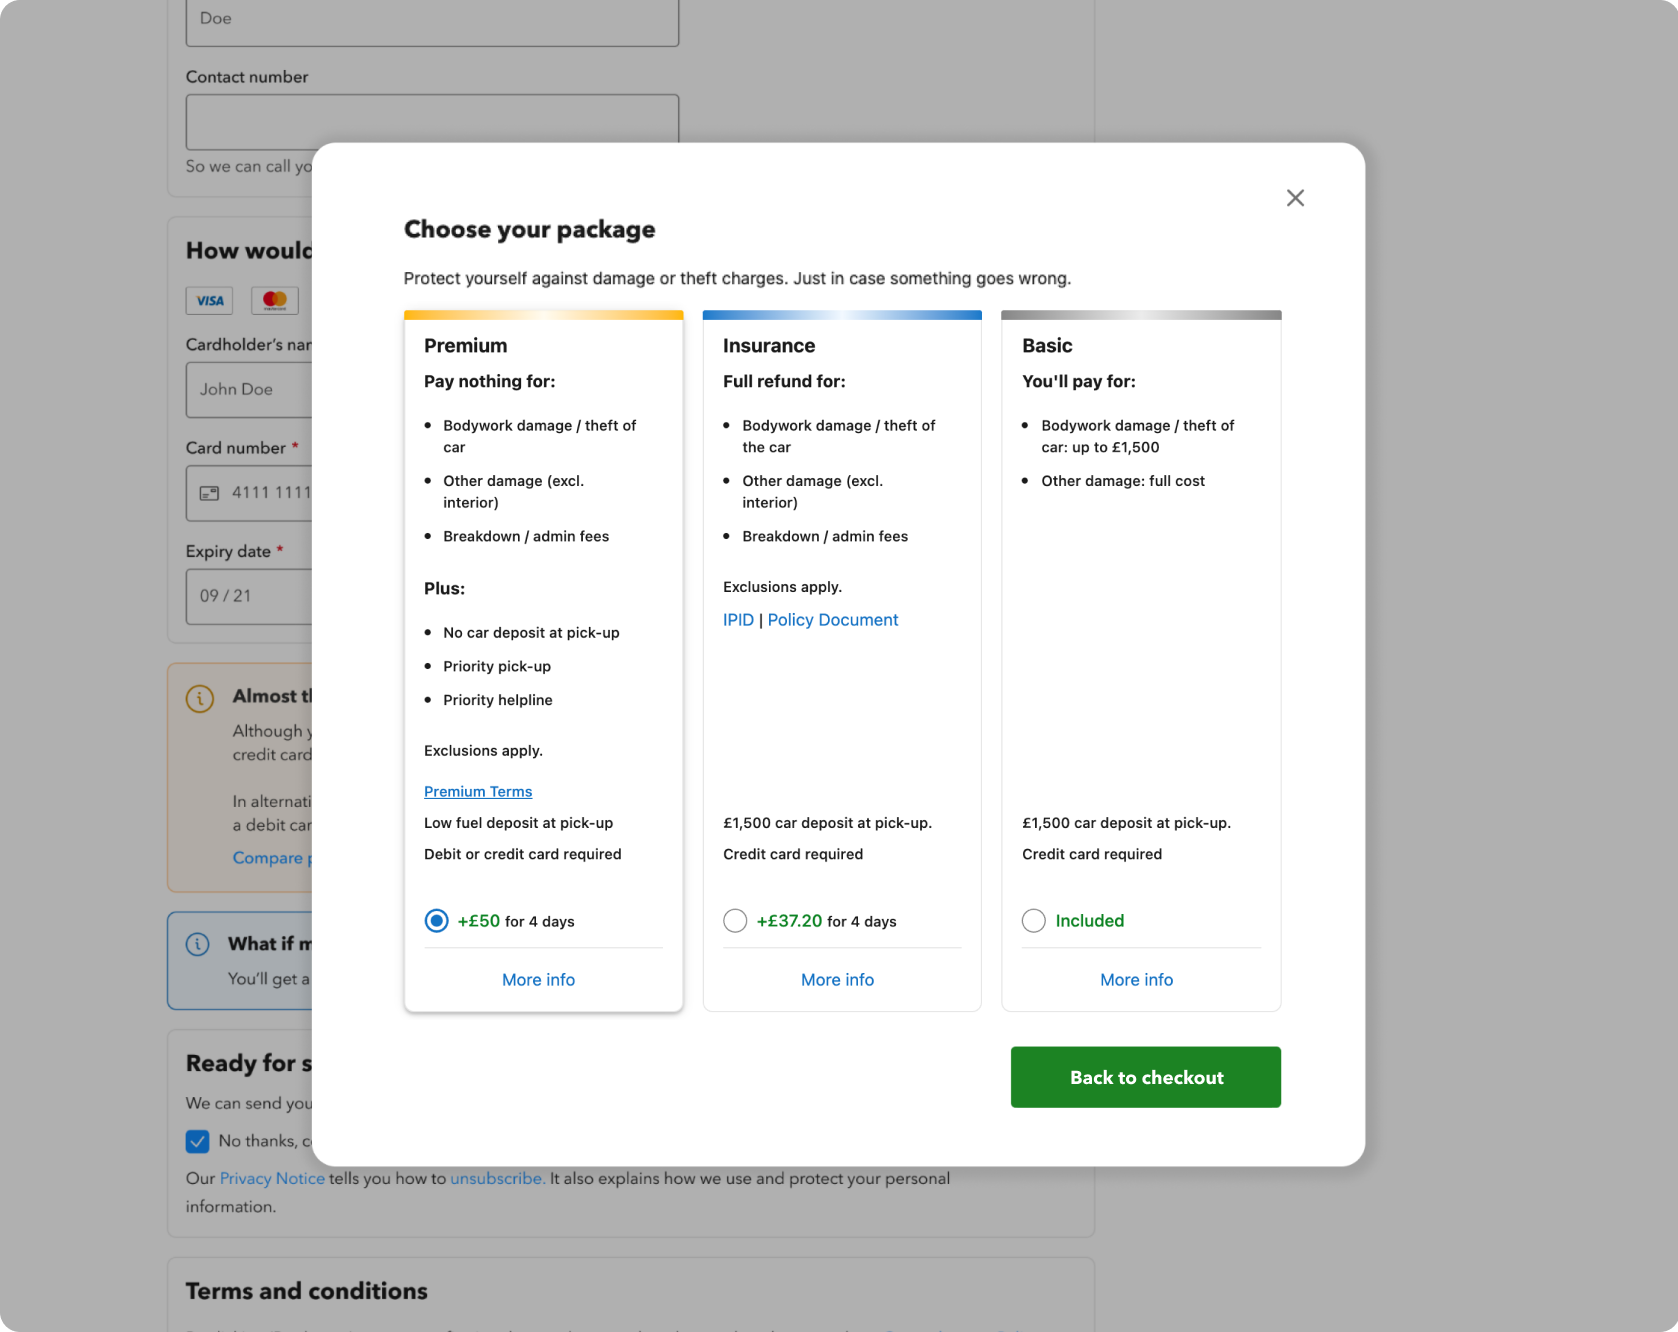 Doe
Contact number
So we can call
How would
VISA
mastercard
Cardholder's
John Doe
Card number *
4111 1111
Expiry date *
09 / 21
Almost
Although
credit card
In
a debit
Compare
What if
You'll get a
Ready for
We can send you
No thanks,
Our Privacy Notice tells you how to unsubscribe. It also explains how we use and protect your personal
information.
Terms and conditions
Choose your package
Protect yourself against damage or theft charges. Just in case something goes wrong.
Premium
Pay nothing for:
• Bodywork damage / theft of
car
• Other damage (excl.
interior)
• Breakdown / admin fees
Plus:
• No car deposit at pick-up
• Priority pick-up
• Priority helpline
Exclusions apply.
Premium Terms
Low fuel deposit at pick-up
Debit or credit card required
+£50 for 4 days
More info
Insurance
Full refund for:
• Bodywork damage / theft of
the car
• Other damage (excl.
interior)
• Breakdown / admin fees
Exclusions apply.
IPID | Policy Document
£1,500 car deposit at pick-up.
Credit card required
+£37.20 for 4 days
More info
Basic
You'll pay for:
• Bodywork damage / theft of
car: up to £1,500
• Other damage: full cost
£1,500 car deposit at pick-up.
Credit card required
Included
More info
Back to checkout